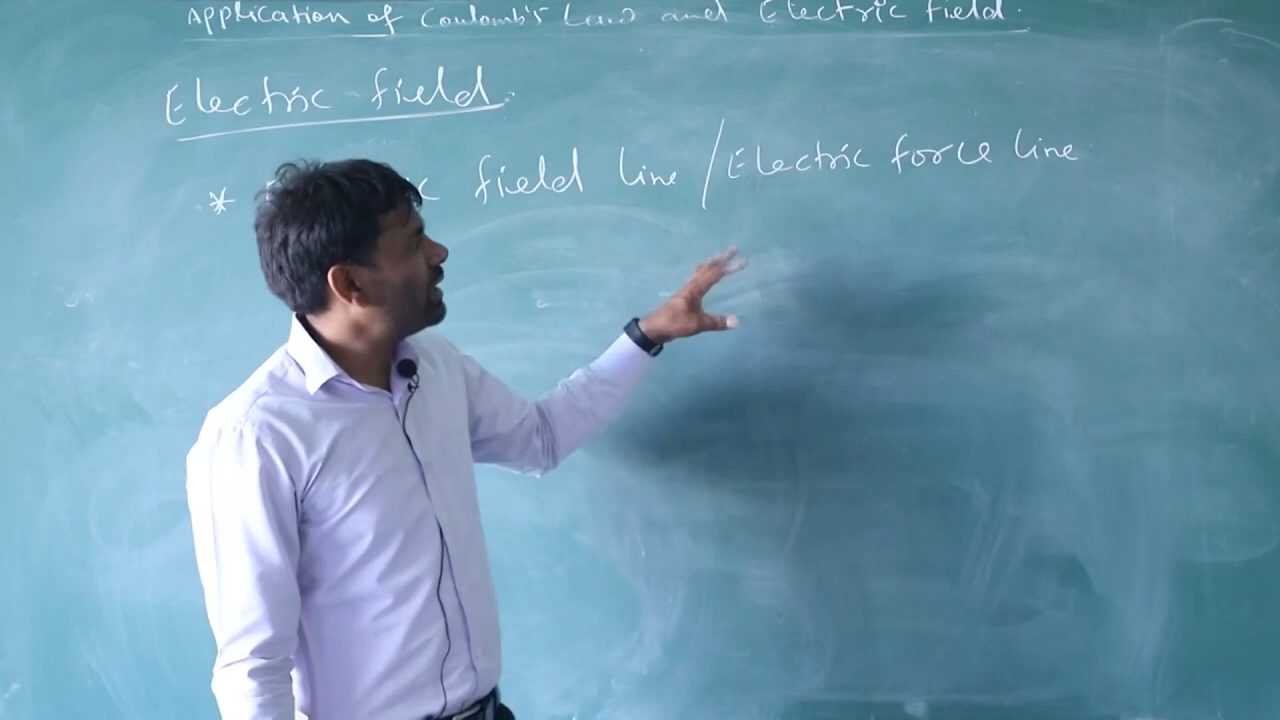 Application of Coulomb's Law and Electric field.
Electric field.
* field line / Electric force line